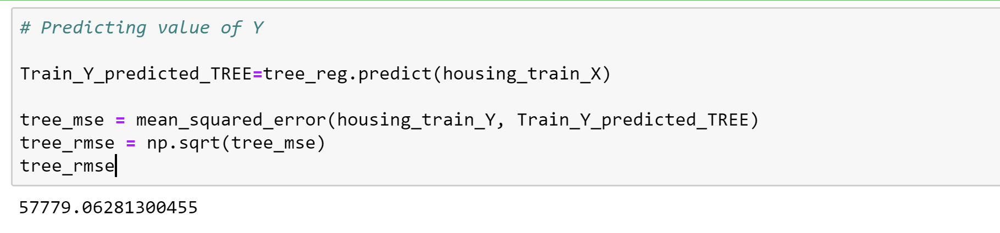 # Predicting value of Y
Train_Y_predicted_TREE=tree_reg.predict(housing_train_X)
tree_mse = mean_squared_error(housing_train_Y, Train_Y_predicted_TREE)
tree_rmse = np.sqrt(tree_mse)
tree_rmse
57779.06281300455